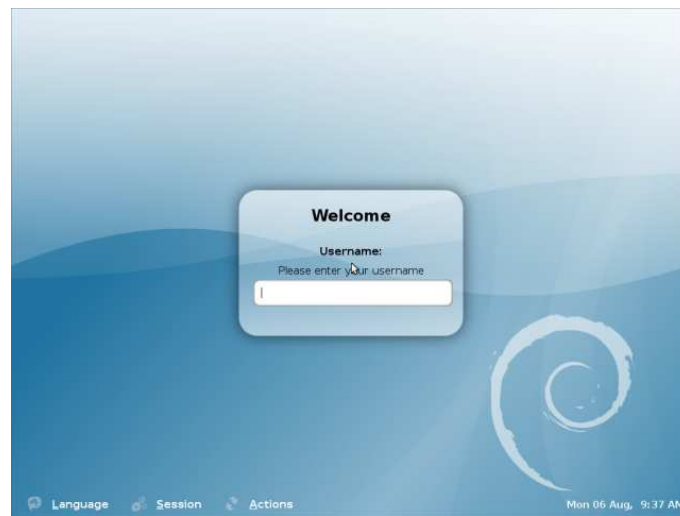 Welcome
Username:
Please enter your username
Language Session Actions Mon 06 Aug, 9:37 AM